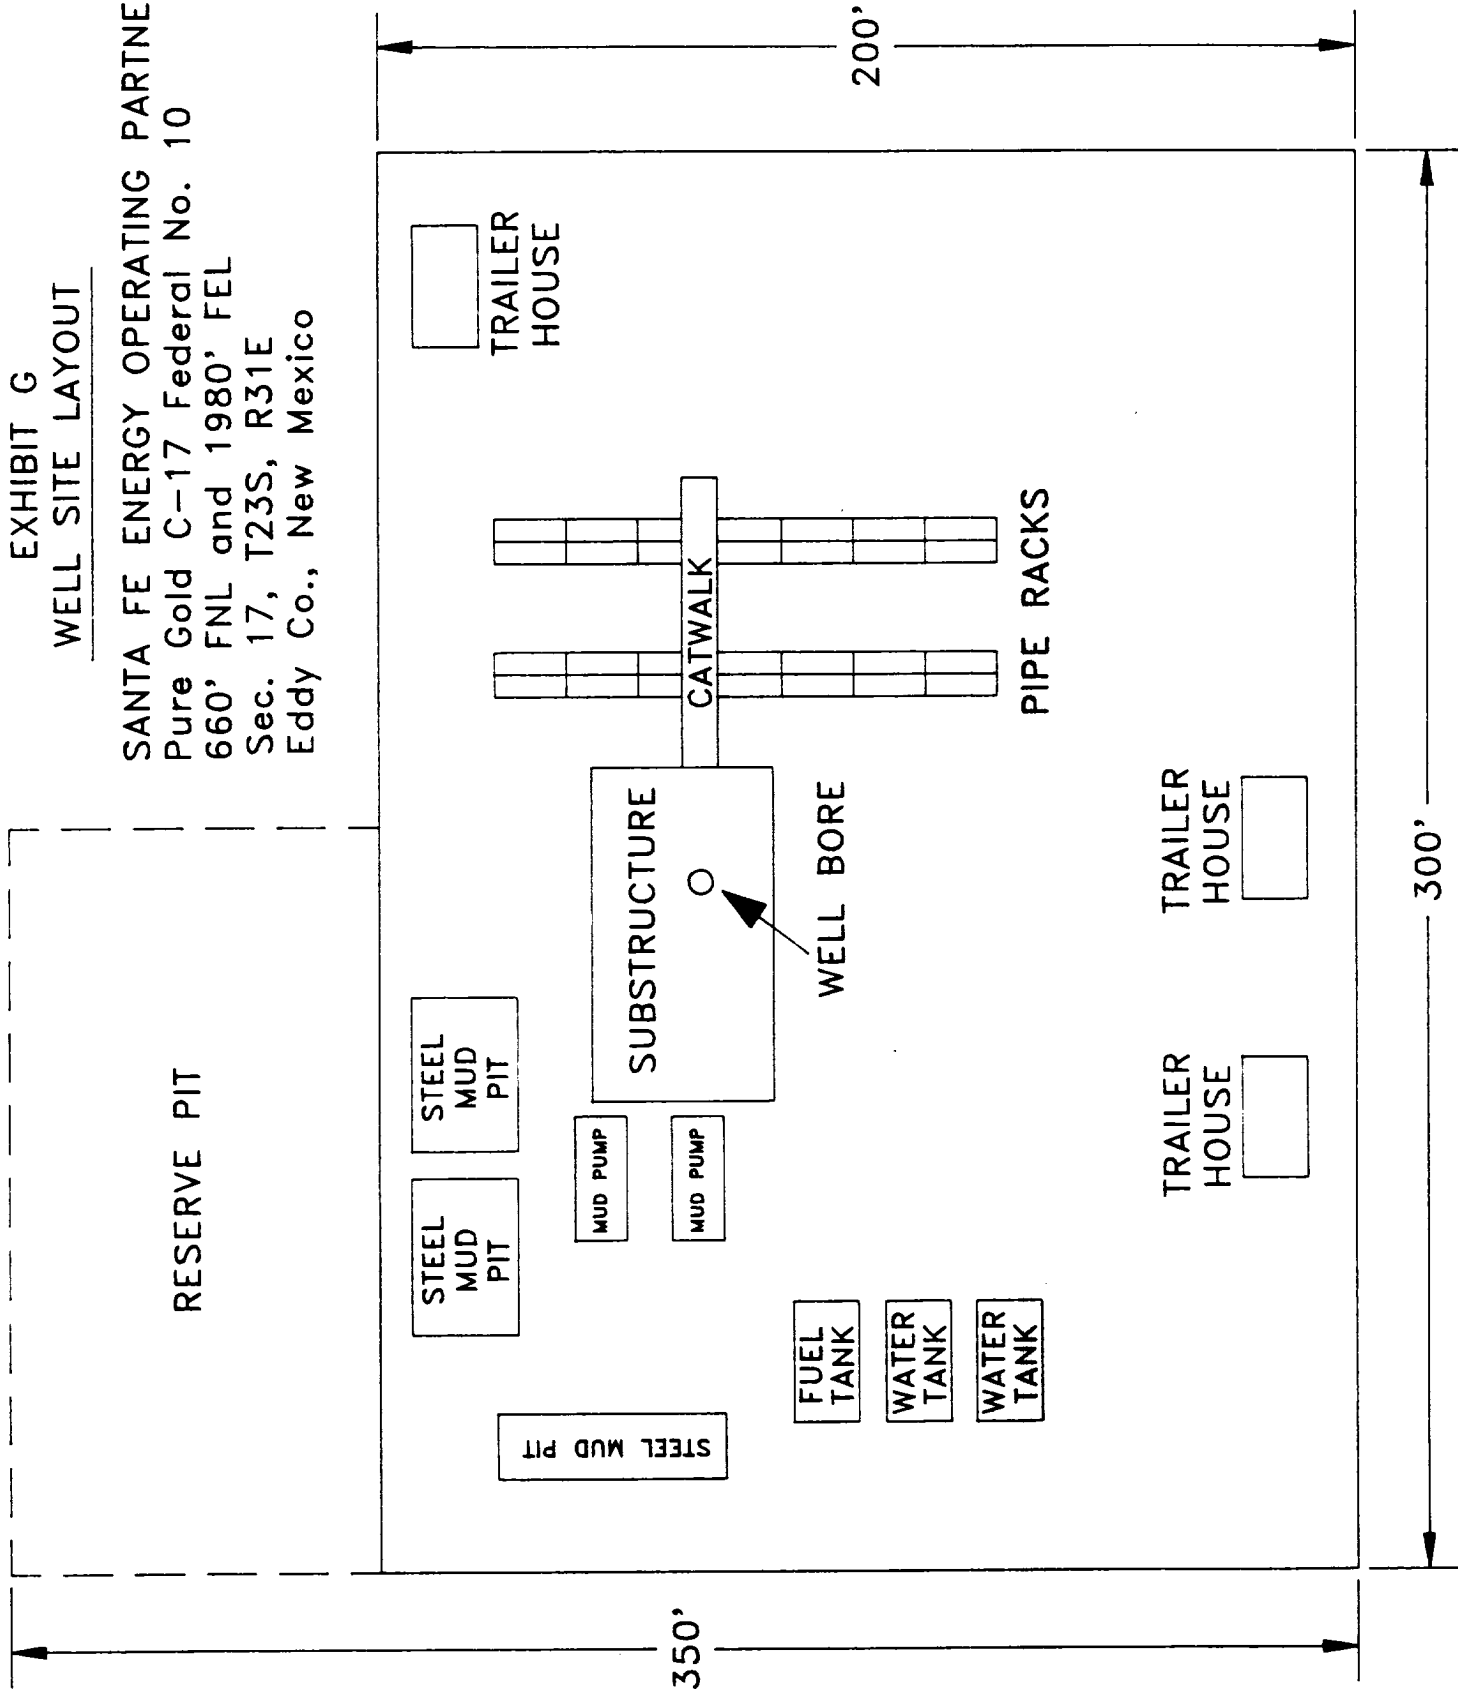 EXHIBIT G
WELL SITE LAYOUT
SANTA FE ENERGY OPERATING PARTNE
Pure Gold C-17 Federal No. 10
660' FNL and 1980' FEL
Sec. 17, T23S, R31E
Eddy Co., New Mexico
RESERVE PIT
350'
200'
300'
STEEL
MUD
PIT
STEEL
MUD
PIT
STEEL MUD PIT
MUD PUMP
MUD PUMP
SUBSTRUCTURE
WELL BORE
CATWALK
PIPE RACKS
TRAILER
HOUSE
FUEL
TANK
WATER
TANK
WATER
TANK
TRAILER
HOUSE
TRAILER
HOUSE